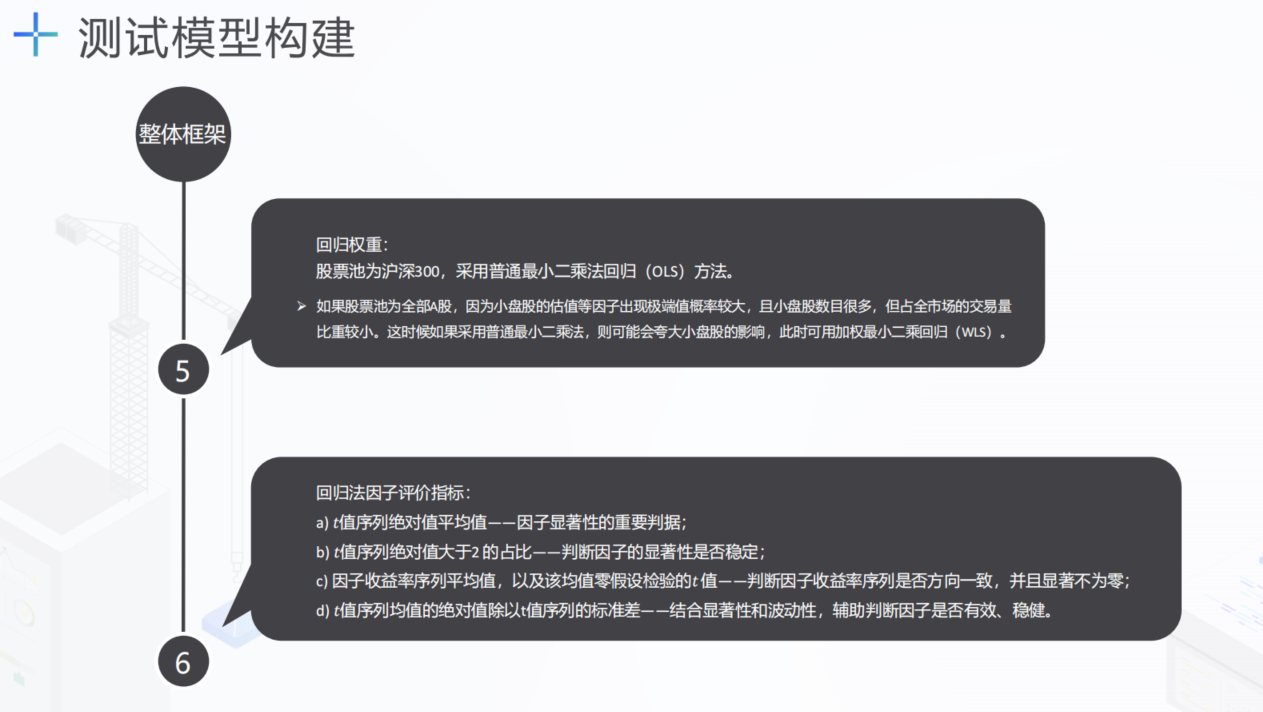 测试模型构建
整体框架
回归权重：
股票池为沪深300，采用普通最小二乘法回归（OLS）方法。
➢ 如果股票池为全部A股，因为小盘股的估值等因子出现极端值概率较大，且小盘股数目很多，但占全市场的交易量
比重较小。这时候如果采用普通最小二乘法，则可能会夸大小盘股的影响，此时可用加权最小二乘回归（WLS）。
5
回归法因子评价指标：
a) t值序列绝对值平均值——因子显著性的重要判据；
b) t值序列绝对值大于2 的占比——判断因子的显著性是否稳定；
c) 因子收益率序列平均值，以及该均值零假设检验的t 值——判断因子收益率序列是否方向一致，并且显著不为零；
d) t值序列均值的绝对值除以t值序列的标准差——结合显著性和波动性，辅助判断因子是否有效、稳健。
6